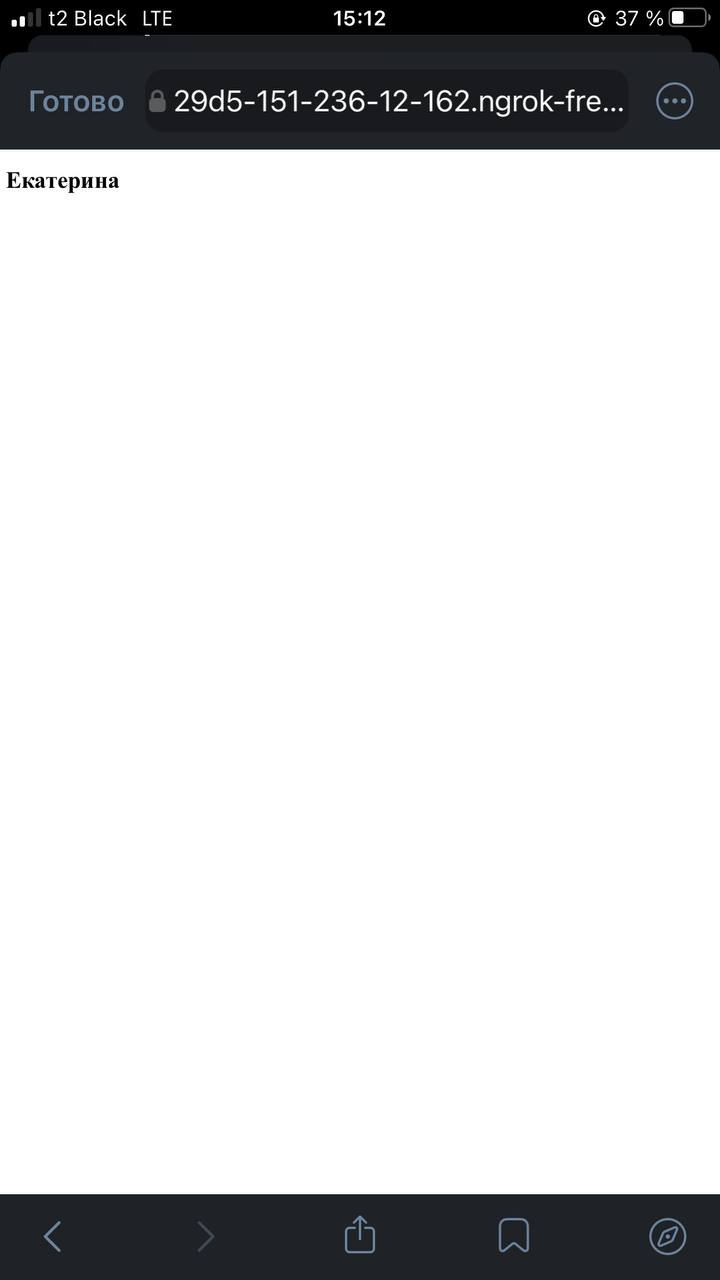 t2 Black LTE 15:12 37 %
Готово 29d5-151-236-12-162.ngrok-fre...
Екатерина